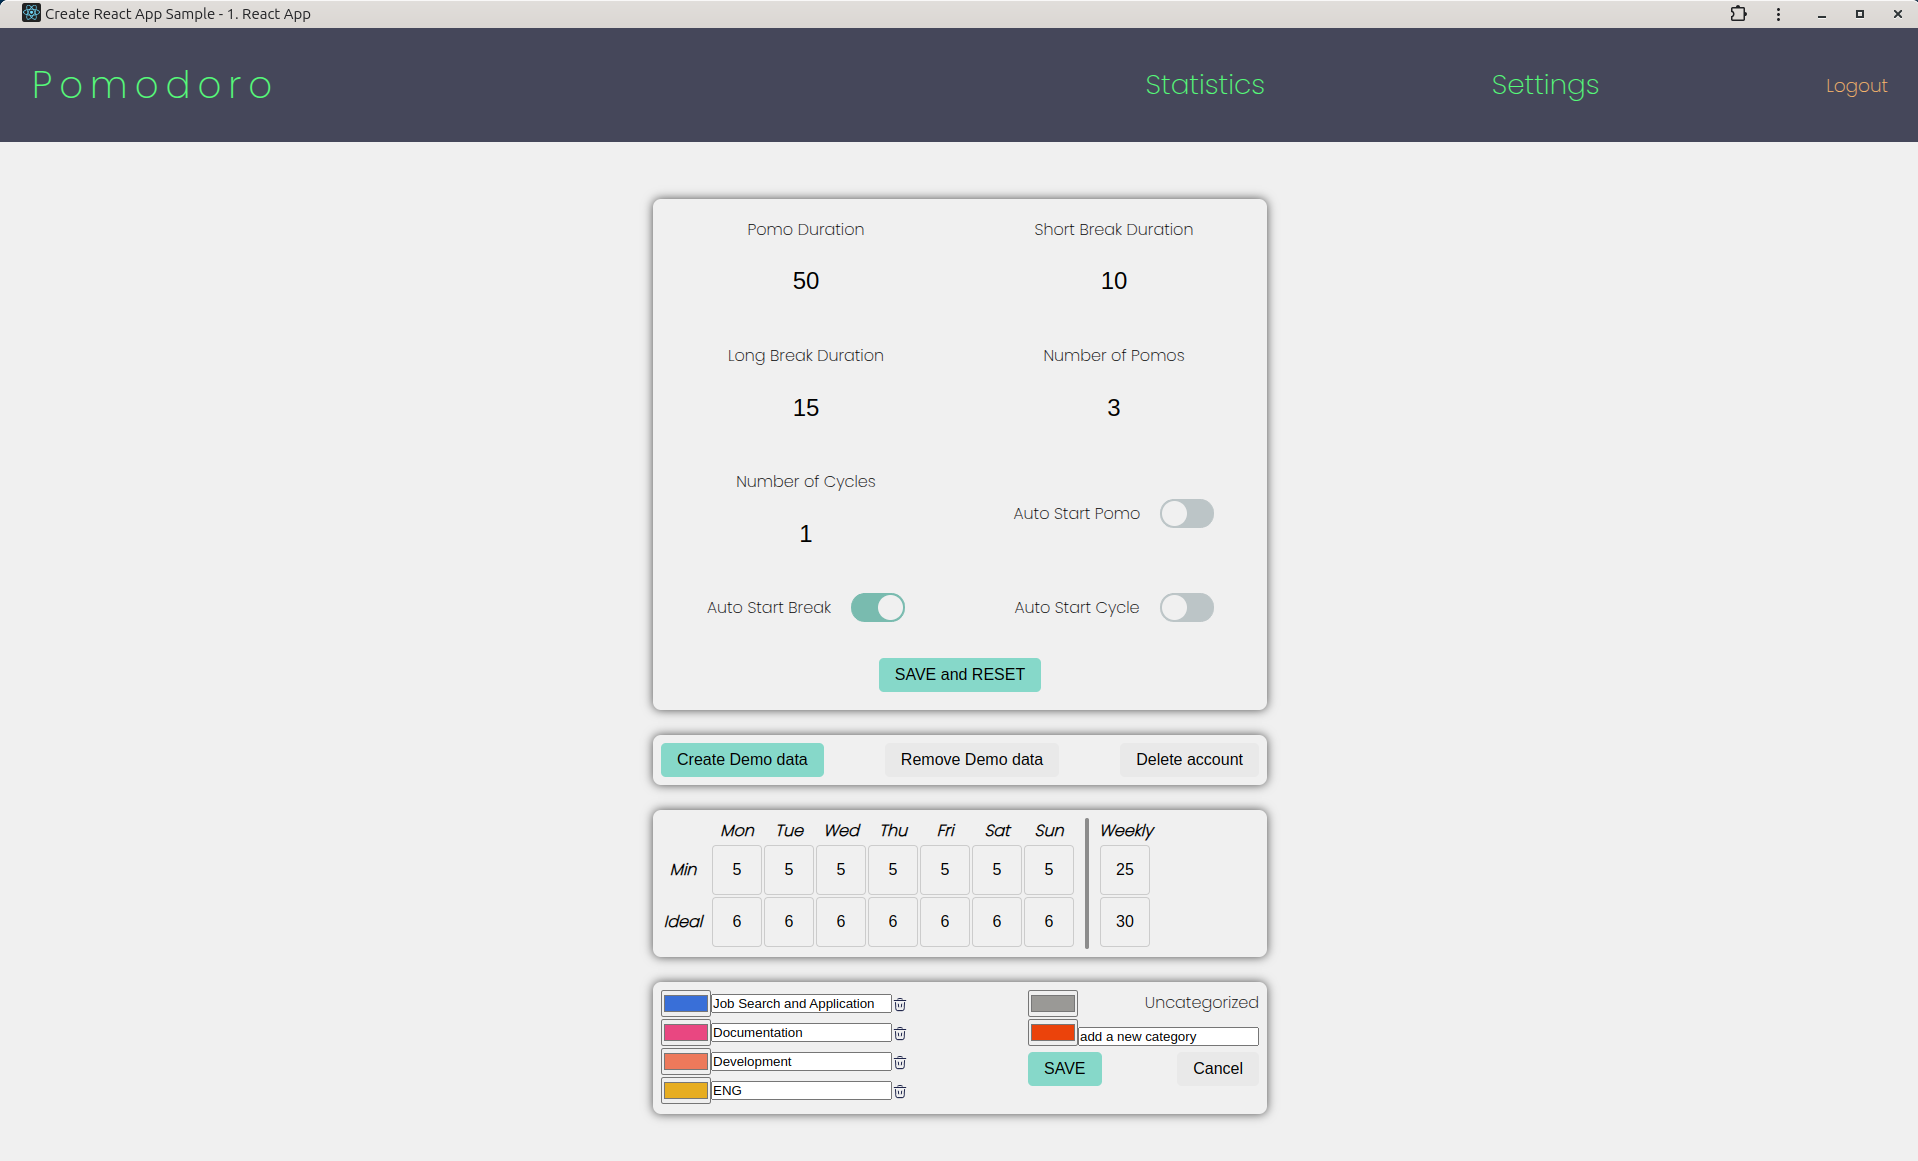 Create React App Sample - 1. React App
Pomodoro Statistics Settings Logout
Pomo Duration Short Break Duration
50 10
Long Break Duration Number of Pomos
15 3
Number of Cycles
1
Auto Start Pomo
Auto Start Break Auto Start Cycle
SAVE and RESET
Create Demo data Remove Demo data Delete account
Mon Tue Wed Thu Fri Sat Sun Weekly
Min 5 5 5 5 5 5 5 25
Ideal 6 6 6 6 6 6 6 30
Job Search and Application
Documentation
Development
ENG
Uncategorized
add a new category
SAVE Cancel